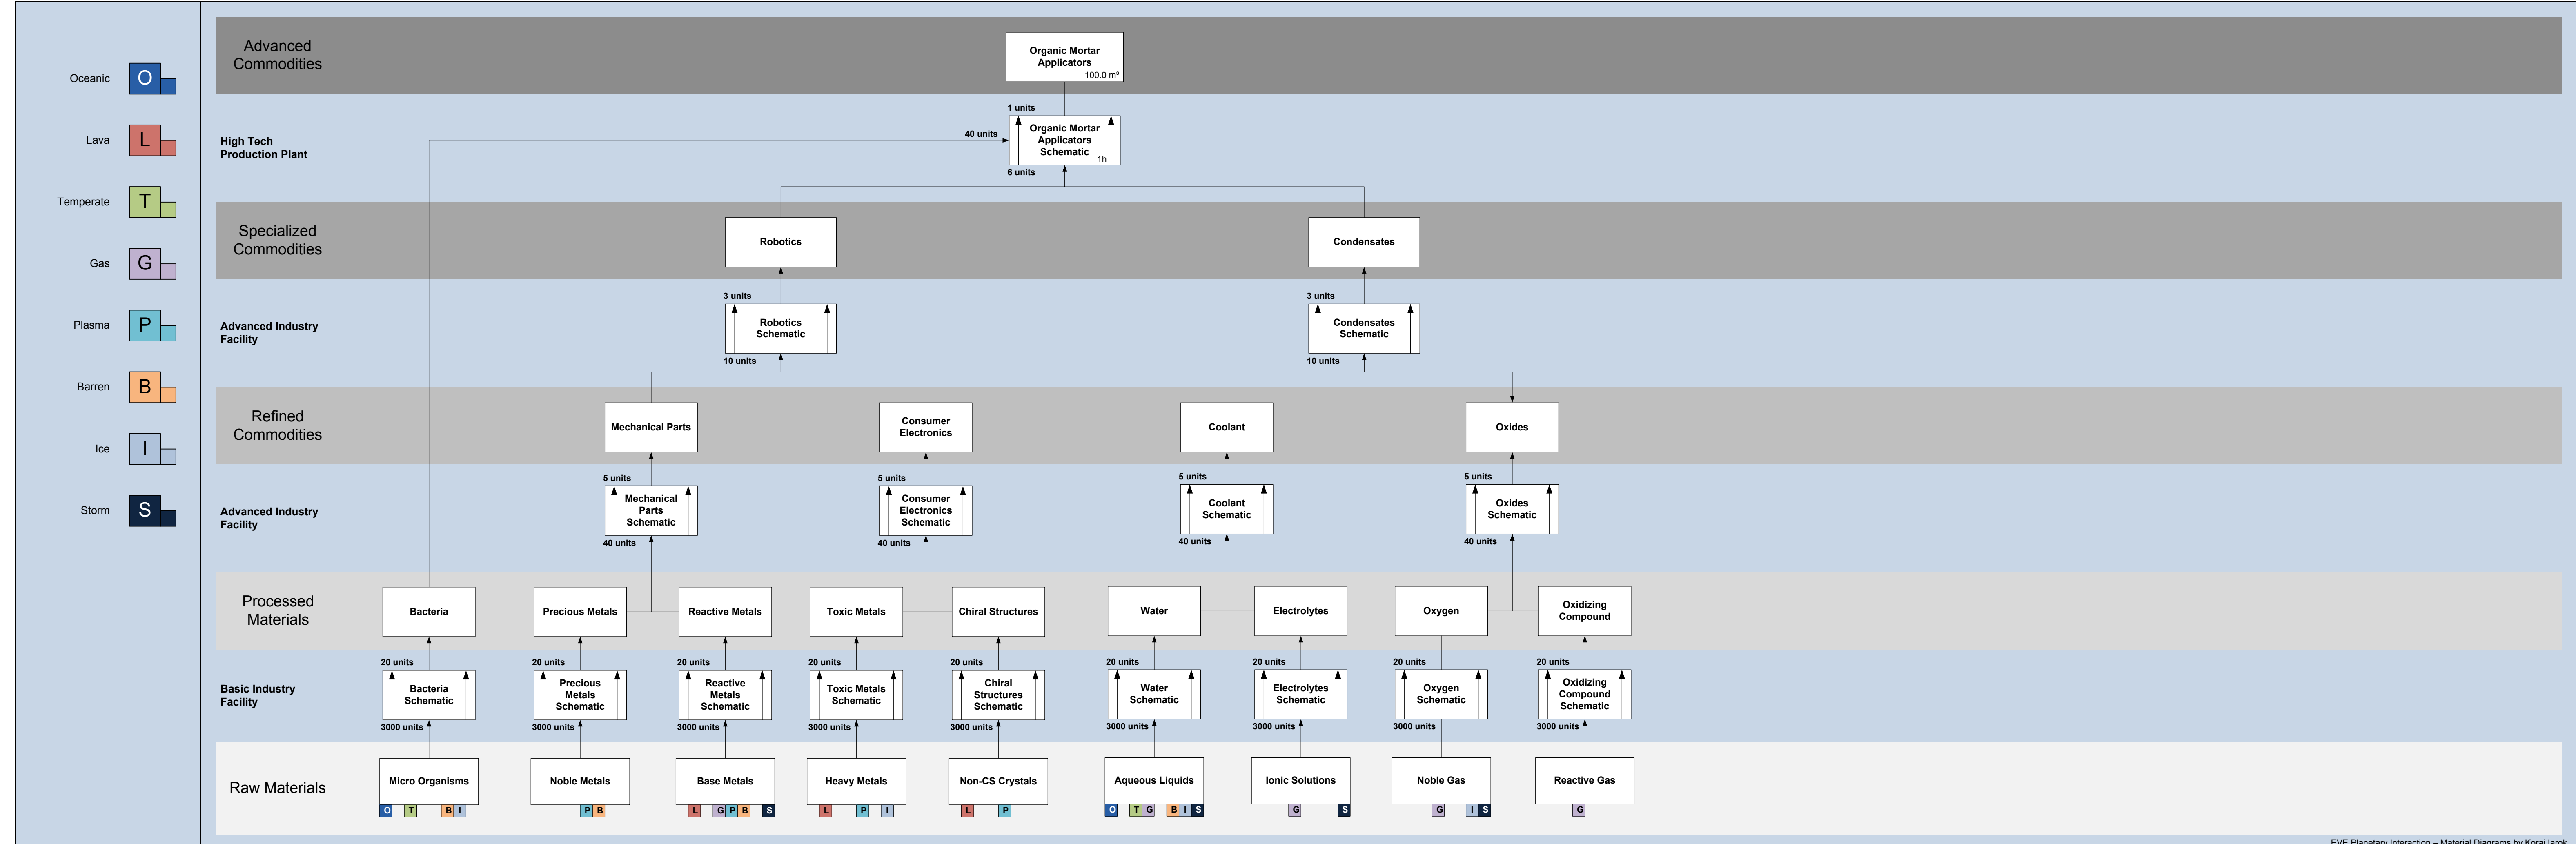 Oceanic
O
Lava
L
Temperate
T
Gas
G
Plasma
P
Barren
B
Ice
I
Storm
S
Advanced
Commodities
Organic Mortar
Applicators
100.0 m³
1 units
High Tech
Production Plant
40 units
Organic Mortar
Applicators
Schematic
1h
6 units
Specialized
Commodities
Robotics
Condensates
3 units
3 units
Advanced Industry
Facility
Robotics
Schematic
Condensates
Schematic
10 units
10 units
Refined
Commodities
Mechanical Parts
Consumer
Electronics
Coolant
Oxides
5 units
5 units
5 units
5 units
Advanced Industry
Facility
Mechanical
Parts
Schematic
Consumer
Electronics
Schematic
Coolant
Schematic
Oxides
Schematic
40 units
40 units
40 units
40 units
Processed
Materials
Bacteria
Precious Metals
Reactive Metals
Toxic Metals
Chiral Structures
Water
Electrolytes
Oxygen
Oxidizing
Compound
20 units
20 units
20 units
20 units
20 units
20 units
20 units
20 units
20 units
Basic Industry
Facility
Bacteria
Schematic
Precious
Metals
Schematic
Reactive
Metals
Schematic
Toxic Metals
Schematic
Chiral
Structures
Schematic
Water
Schematic
Electrolytes
Schematic
Oxygen
Schematic
Oxidizing
Compound
Schematic
3000 units
3000 units
3000 units
3000 units
3000 units
3000 units
3000 units
3000 units
3000 units
Raw Materials
Micro Organisms
O T B I
Noble Metals
P B
Base Metals
L G P B S
Heavy Metals
L P I
Non-CS Crystals
L P
Aqueous Liquids
O T G B I S
Ionic Solutions
G S
Noble Gas
G I S
Reactive Gas
G
EVE Planetary Interaction – Material Diagrams by Korai Iarok